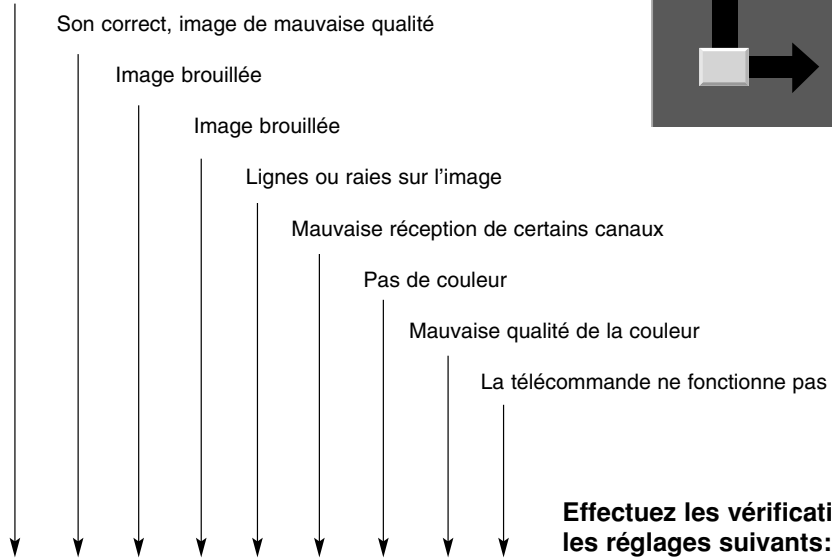 Son correct, image de mauvaise qualité
Image brouillée
Image brouillée
Lignes ou raies sur l'image
Mauvaise réception de certains canaux
Pas de couleur
Mauvaise qualité de la couleur
La télécommande ne fonctionne pas
Effectuez les
les réglages suivants: